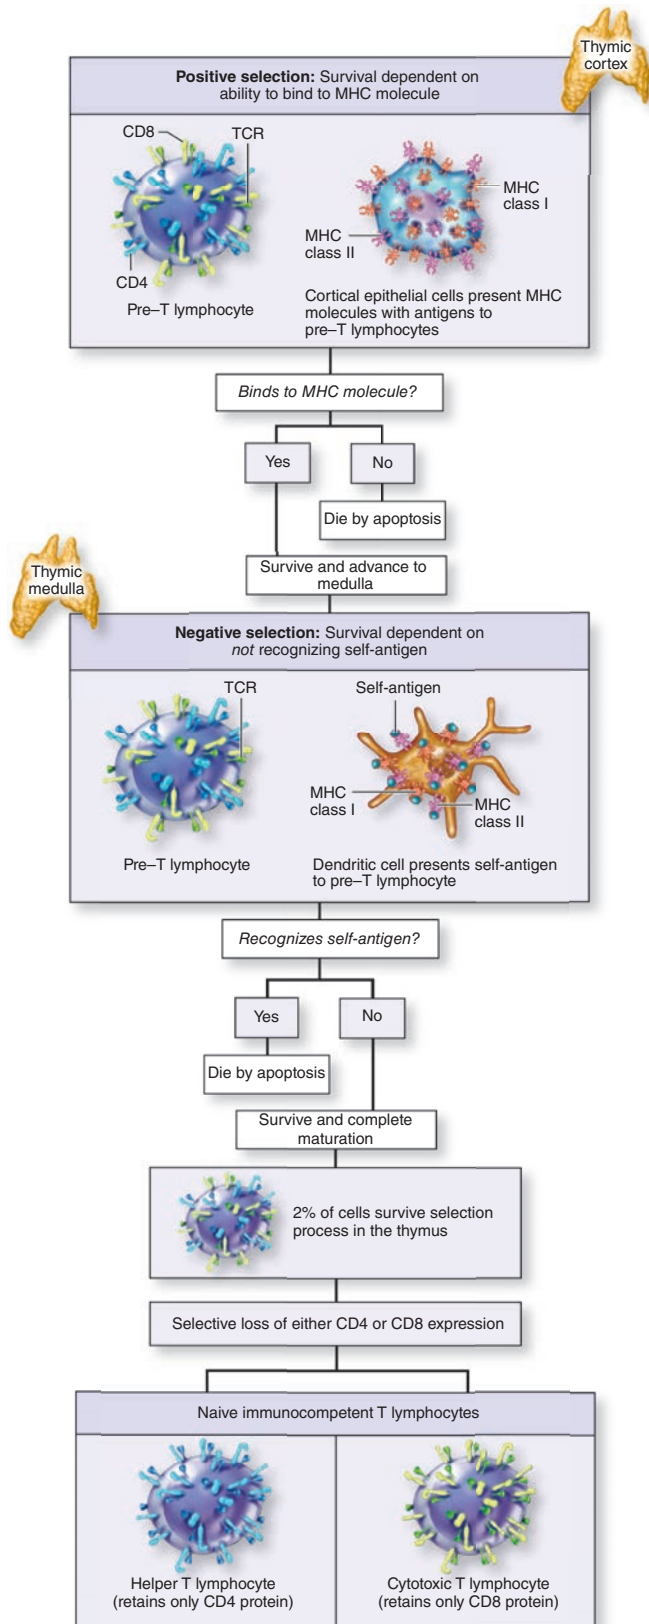 Thymic
cortex
Positive selection: Survival dependent on
ability to bind to MHC molecule
CD8
TCR
MHC
class I
MHC
class II
CD4
Pre–T lymphocyte
Cortical epithelial cells present MHC
molecules with antigens to
pre–T lymphocytes
Binds to MHC molecule?
Yes
No
Die by apoptosis
Survive and advance to
medulla
Thymic
medulla
Negative selection: Survival dependent on
not recognizing self-antigen
TCR
Self-antigen
MHC
class I
MHC
class II
Pre–T lymphocyte
Dendritic cell presents self-antigen
to pre–T lymphocyte
Recognizes self-antigen?
Yes
No
Die by apoptosis
Survive and complete
maturation
2% of cells survive selection
process in the thymus
Selective loss of either CD4 or CD8 expression
Naive immunocompetent T lymphocytes
Helper T lymphocyte
(retains only CD4 protein)
Cytotoxic T lymphocyte
(retains only CD8 protein)